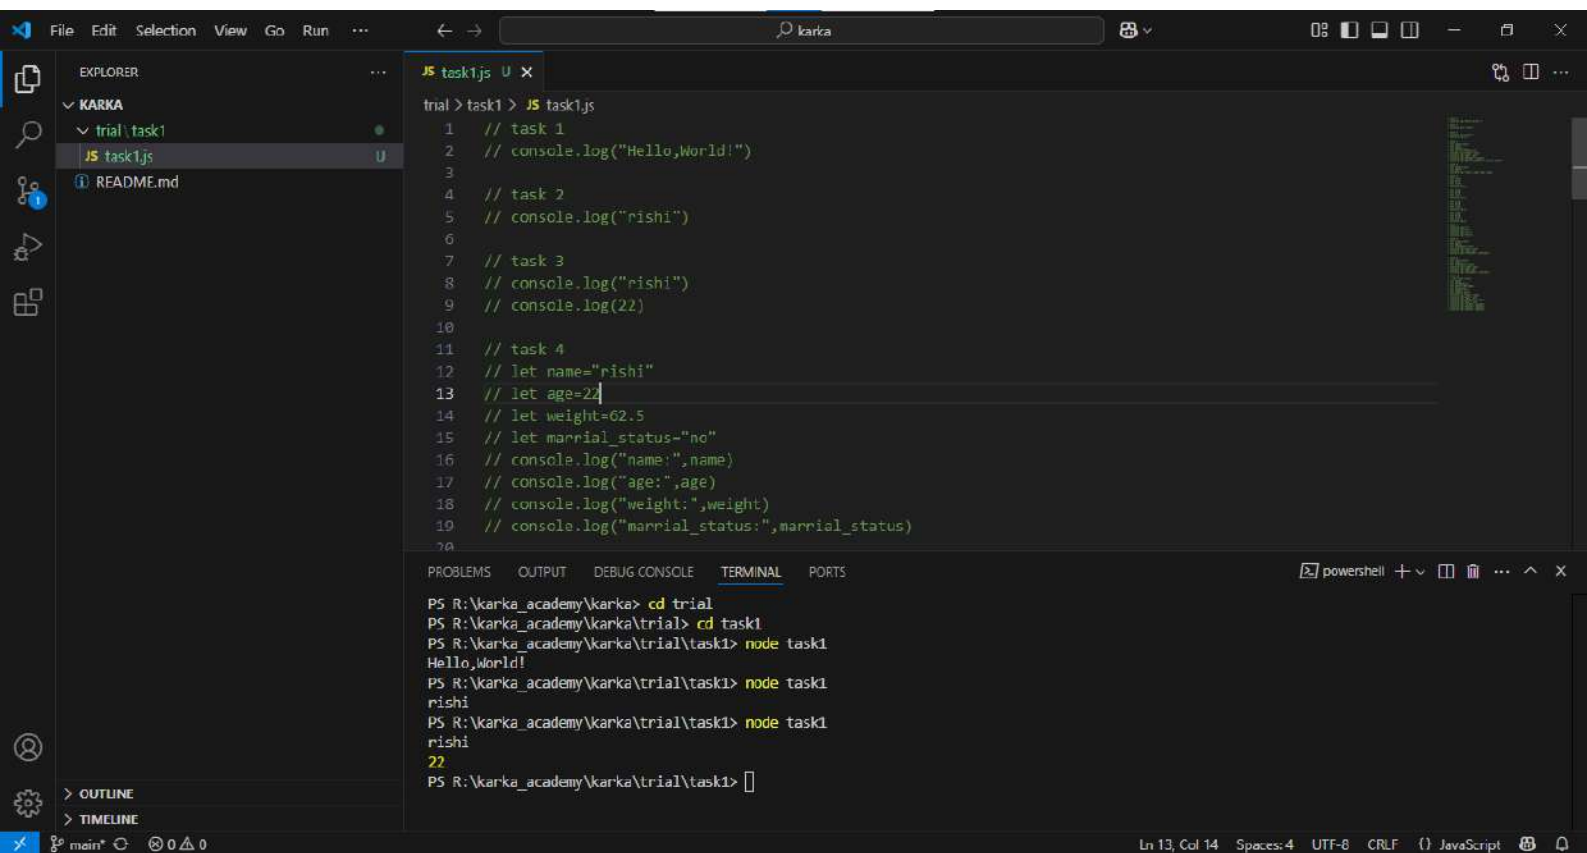 File Edit Selection View Go Run ··· karka
EXPLORER ···
KARKA
trial \ task1
JS task1.js U
README.md
OUTLINE
TIMELINE
JS task1.js U
trial > task1 > JS task1.js
1 // task 1
2 // console.log("Hello,World!")
3
4 // task 2
5 // console.log("rishi")
6
7 // task 3
8 // console.log("rishi")
9 // console.log(22)
10
11 // task 4
12 // let name="rishi"
13 // let age=22
14 // let weight=62.5
15 // let marrial_status="no"
16 // console.log("name:",name)
17 // console.log("age:",age)
18 // console.log("weight:",weight)
19 // console.log("marrial_status:",marrial_status)
20
PROBLEMS OUTPUT DEBUG CONSOLE TERMINAL PORTS powershell
PS R:\karka_academy\karka> cd trial
PS R:\karka_academy\karka\trial> cd task1
PS R:\karka_academy\karka\trial\task1> node task1
Hello,World!
PS R:\karka_academy\karka\trial\task1> node task1
rishi
PS R:\karka_academy\karka\trial\task1> node task1
rishi
22
PS R:\karka_academy\karka\trial\task1>
main* 0 0 Ln 13, Col 14 Spaces: 4 UTF-8 CRLF {} JavaScript